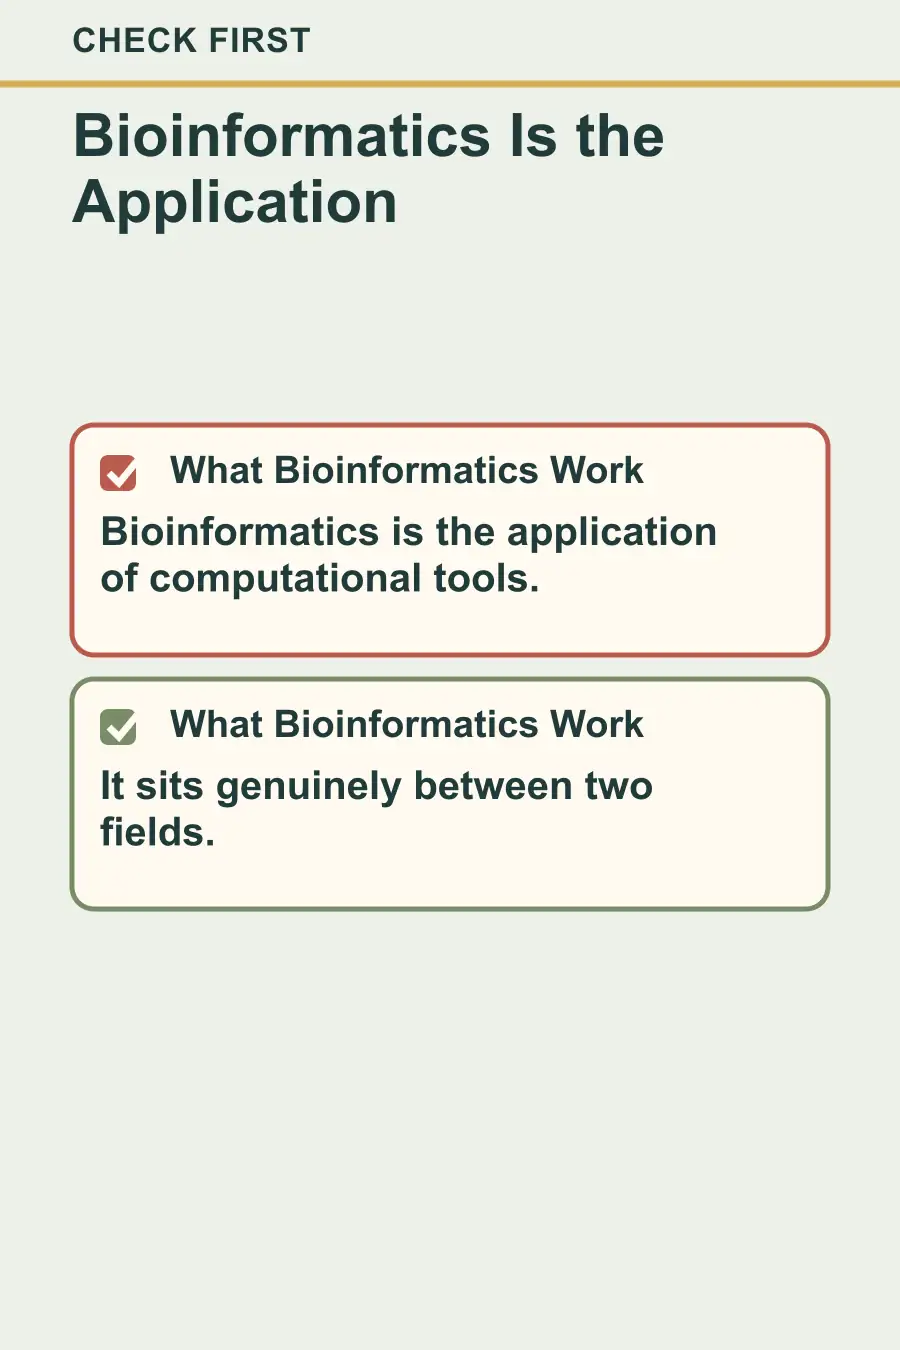 CHECK FIRST
Bioinformatics Is the
Application
What Bioinformatics Work
Bioinformatics is the application
of computational tools.
What Bioinformatics Work
It sits genuinely between two
fields.